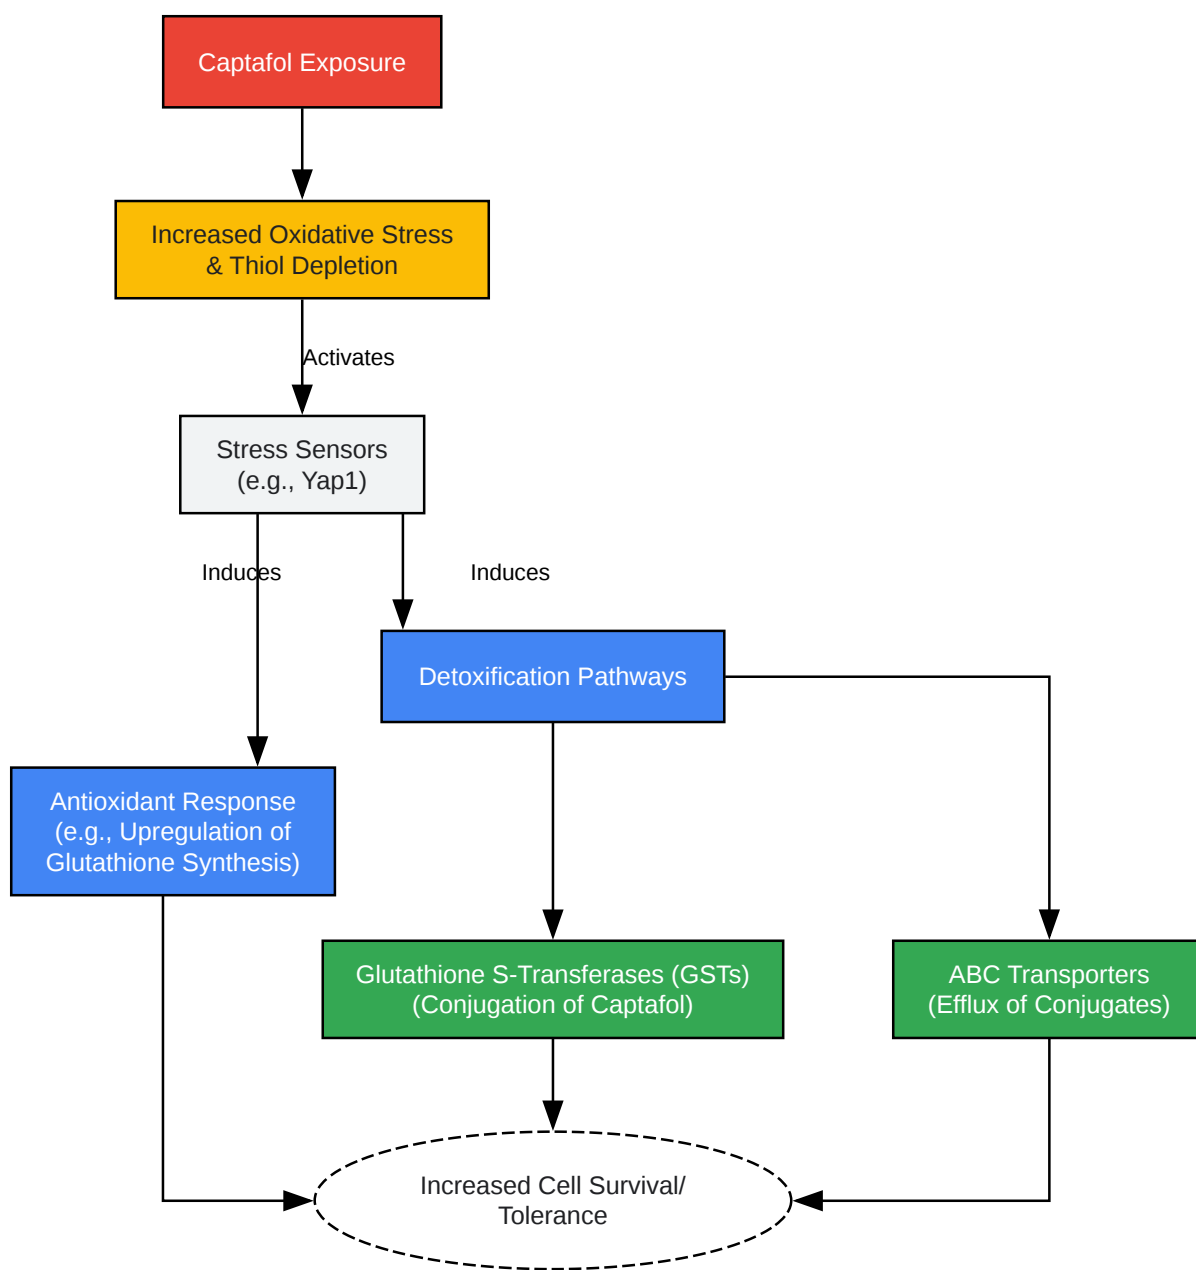 Captafol Exposure
Increased Oxidative Stress
& Thiol Depletion
Activates
Stress Sensors
(e.g., Yap1)
Induces
Induces
Detoxification Pathways
Antioxidant Response
(e.g., Upregulation of
Glutathione Synthesis)
Glutathione S-Transferases (GSTs)
(Conjugation of Captafol)
ABC Transporters
(Efflux of Conjugates)
Increased Cell Survival/
Tolerance